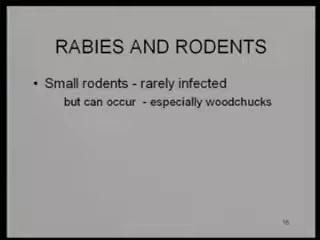 RABIES AND RODENTS
• Small rodents - rarely infected
but can occur - especially woodchucks